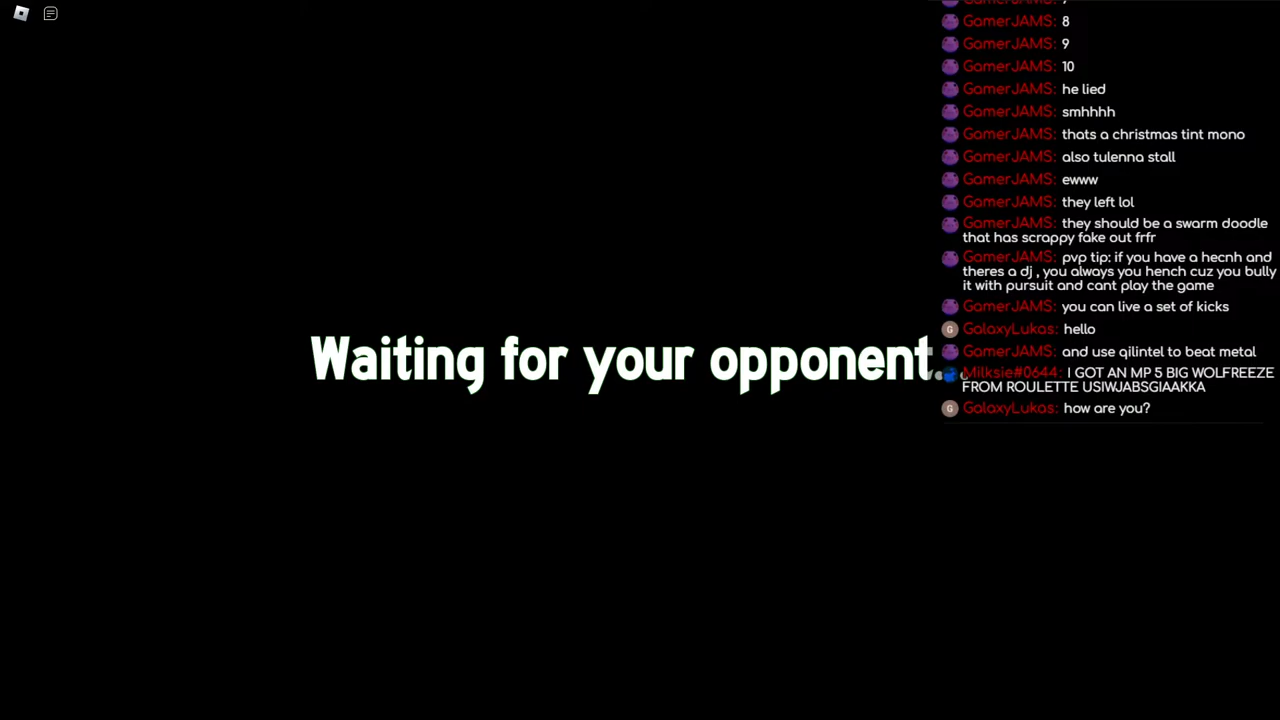 GamerJAMS: 8
GamerJAMS: 9
GamerJAMS: 10
GamerJAMS: he lied
GamerJAMS: smhhhh
GamerJAMS: thats a christmas tint mono
GamerJAMS: also tulenna stall
GamerJAMS: ewww
GamerJAMS: they left lol
GamerJAMS: they should be a swarm doodle
that has scrappy fake out frfr
GamerJAMS: pvp tip: if you have a hecnh and
theres a dj , you always you hench cuz you bully
it with pursuit and cant play the game
GamerJAMS: you can live a set of kicks
GalaxyLukas: hello
GamerJAMS: and use qilintel to beat metal
Milksie#0644: I GOT AN MP 5 BIG WOLFREEZE
FROM ROULETTE USIWJABSGIAAKKA
GalaxyLukas: how are you?
Waiting for your opponent...